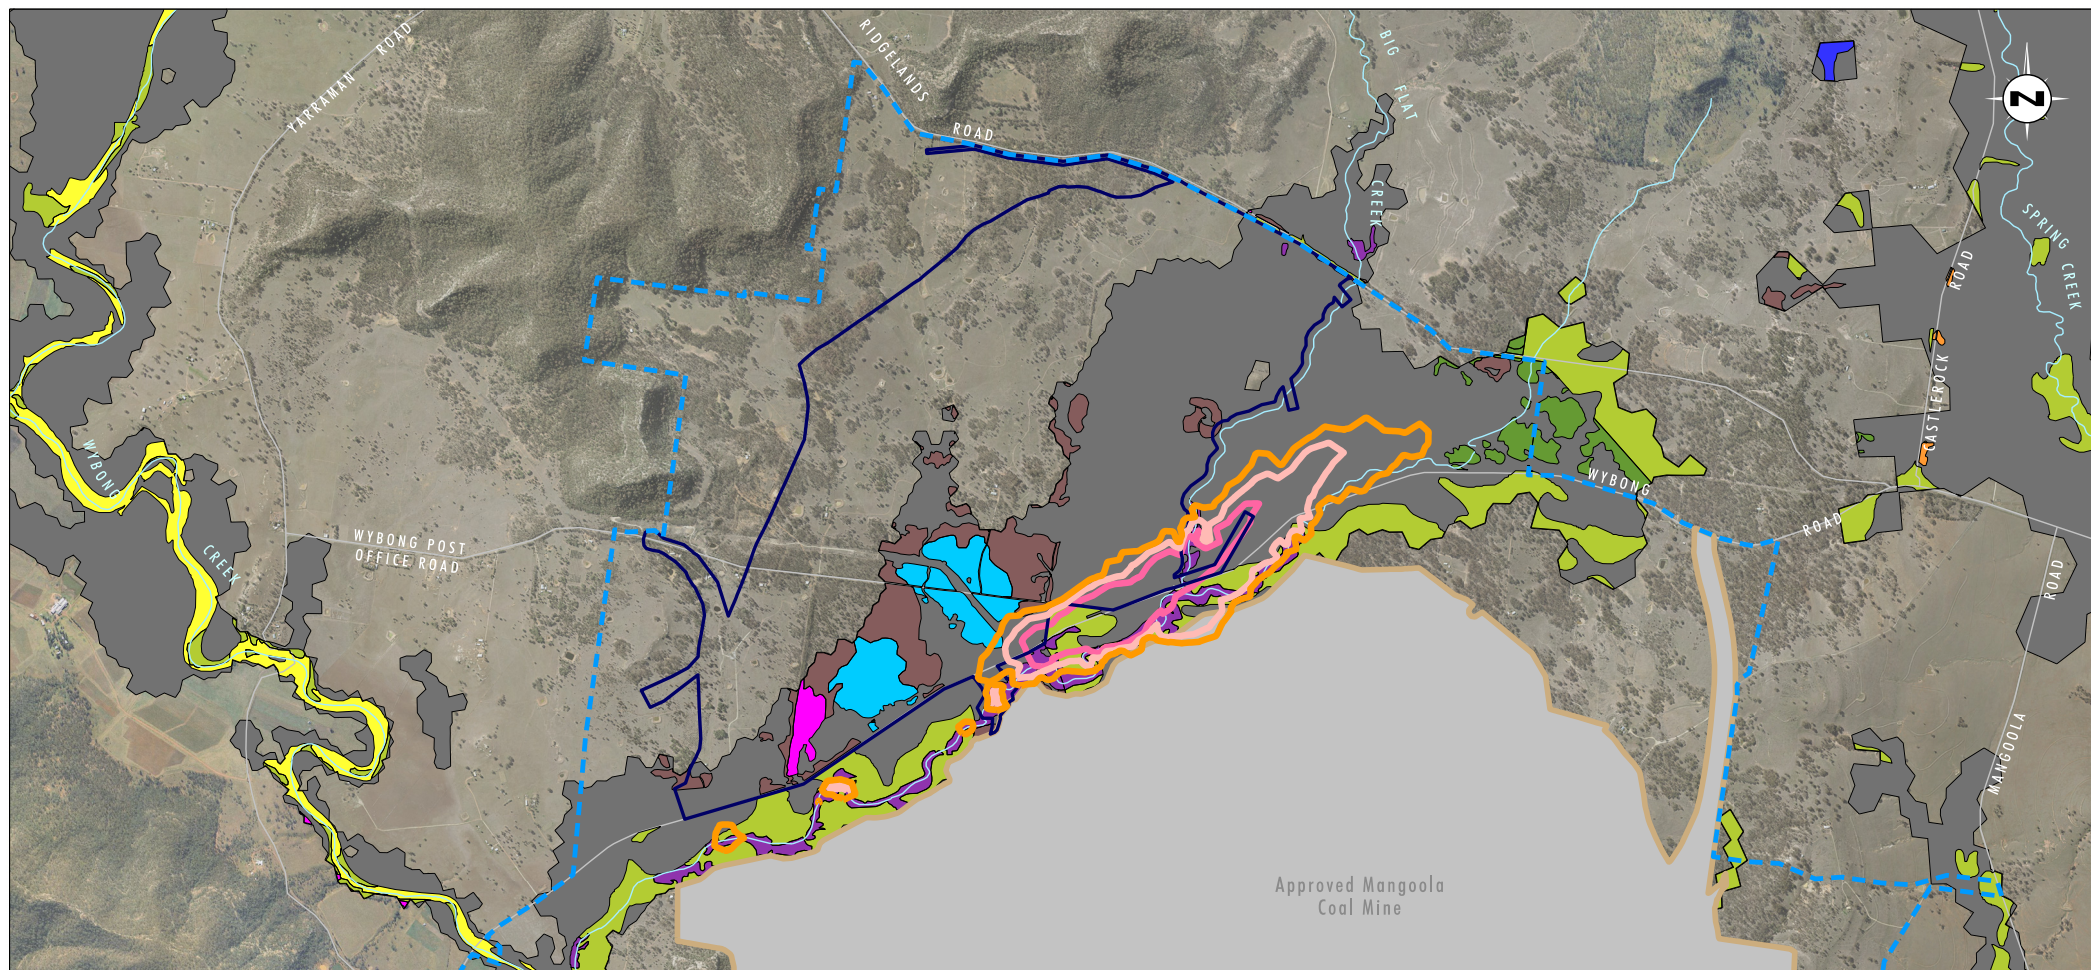 YARRAMAN ROAD
RIDGELANDS
ROAD
BIG FLAT
CREEK
N
SPRING CREEK
ROAD
CASTLEROCK
WYBONG
CREEK
WYBONG POST
OFFICE ROAD
WYBONG
ROAD
ROAD
MANGOOLA
Approved Mangoola
Coal Mine